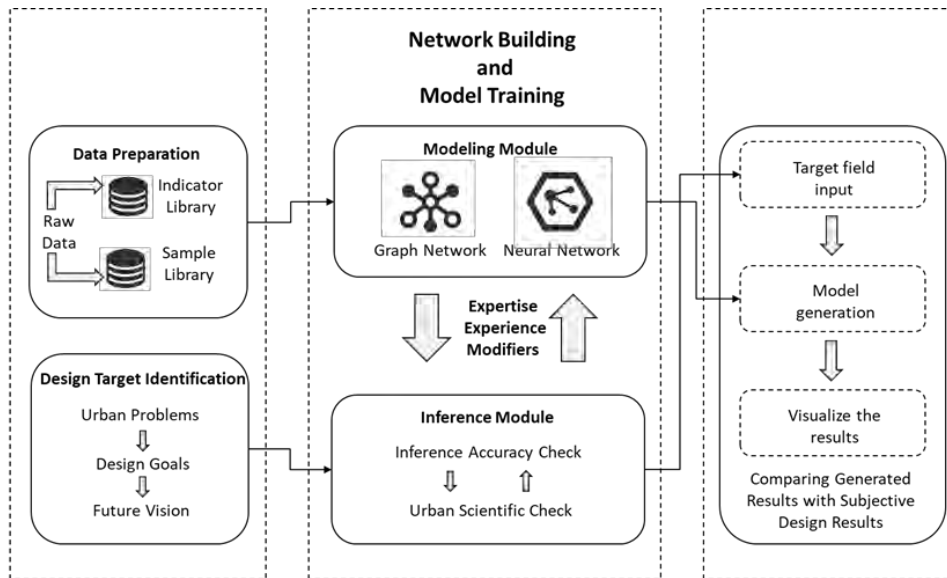 Network Building
and
Model Training
Data Preparation
Raw
Data
Indicator
Library
Sample
Library
Design Target Identification
Urban Problems
Design Goals
Future Vision
Modeling Module
Graph Network
Neural Network
Expertise
Experience
Modifiers
Inference Module
Inference Accuracy Check
Urban Scientific Check
Target field
input
Model
generation
Visualize the
results
Comparing Generated
Results with Subjective
Design Results